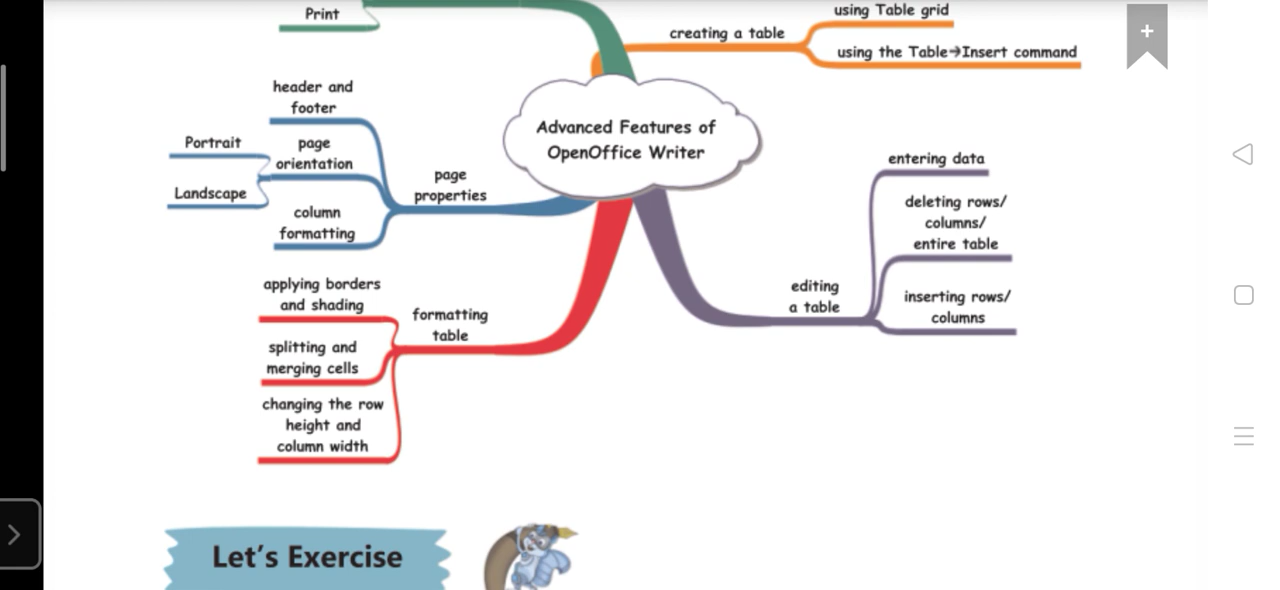 Print
creating a table
using Table grid
using the Table→Insert command
Advanced Features of
OpenOffice Writer
header and
footer
Portrait
page
orientation
Landscape
column
formatting
page
properties
entering data
deleting rows/
columns/
entire table
inserting rows/
columns
editing
a table
applying borders
and shading
splitting and
merging cells
changing the row
height and
column width
formatting
table
Let's Exercise